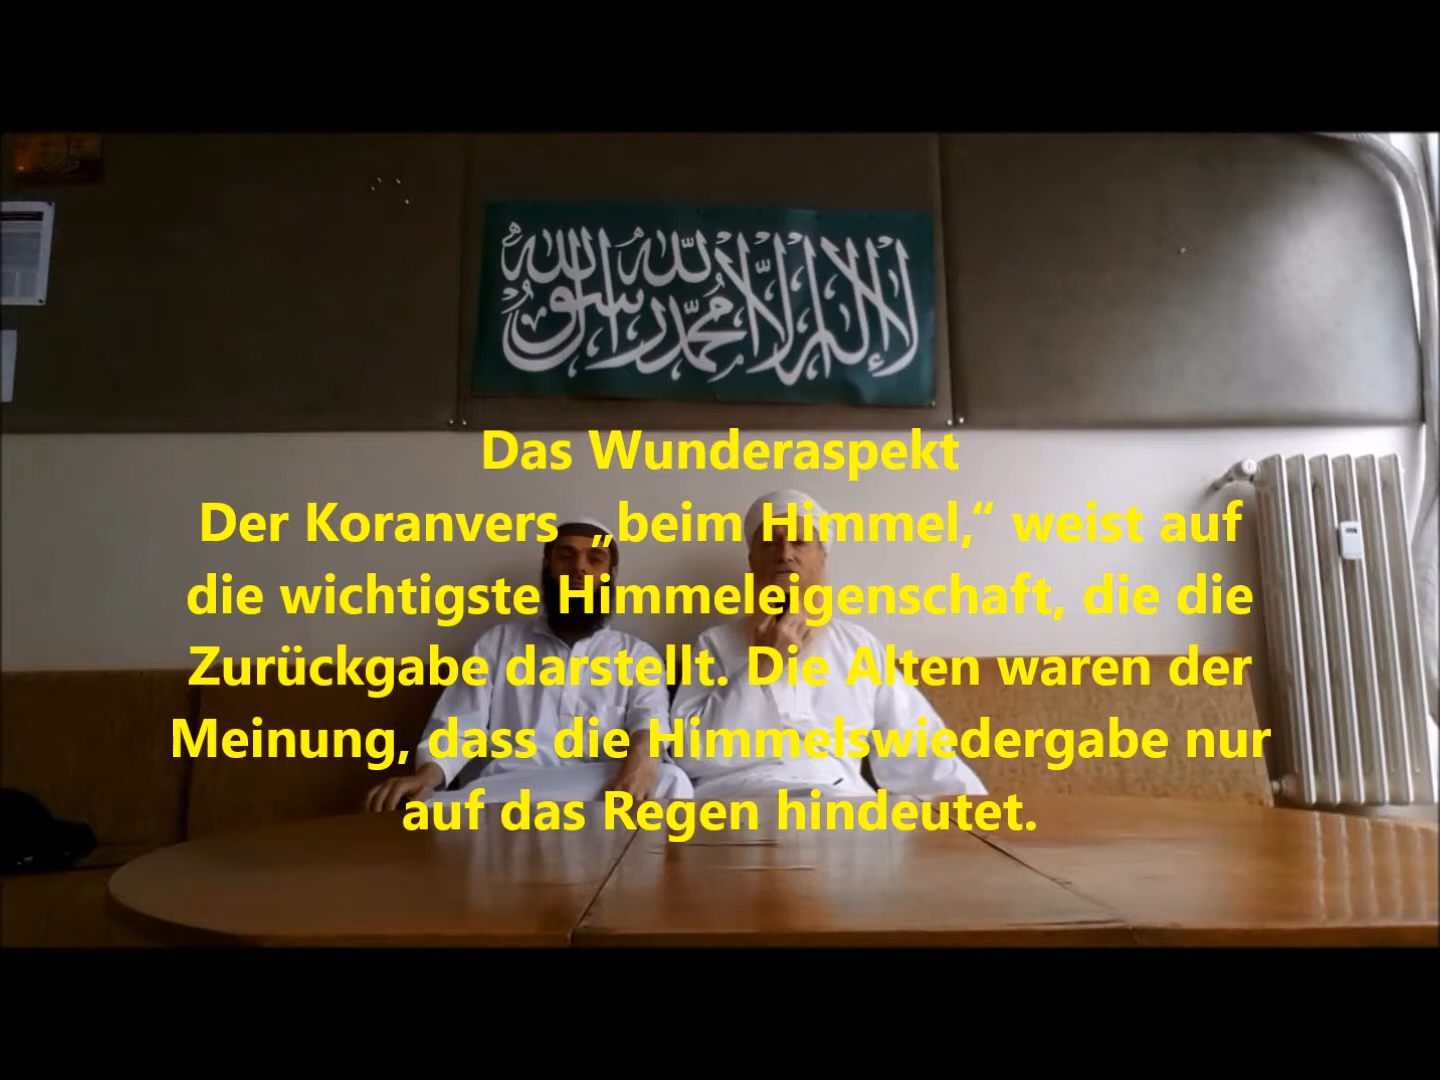 لا إله إلا الله محمد رسول الله
Das Wunderaspekt
Der Koranvers „beim Himmel,“ weist auf
die wichtigste Himmeleigenschaft, die die
Zurückgabe darstellt. Die Alten waren der
Meinung, dass die Himmelswiedergabe nur
auf das Regen hindeutet.